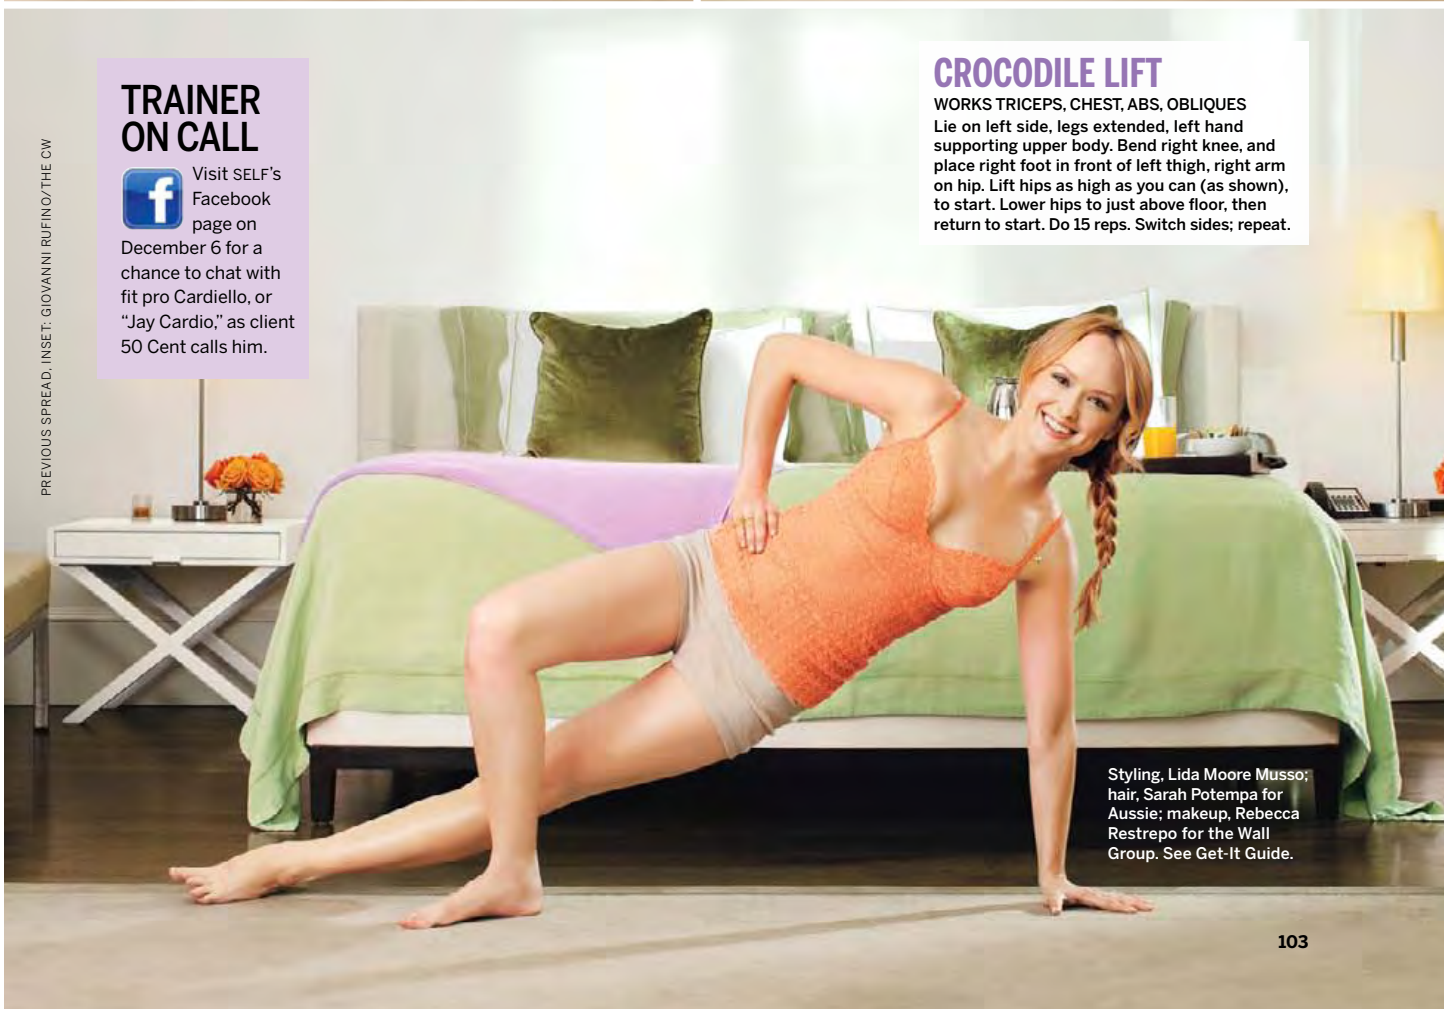 PREVIOUS SPREAD, INSET: GIOVANNI RUFINO/THE CW
TRAINER
ON CALL
f
Visit SELF's
Facebook
page on
December 6 for a
chance to chat with
fit pro Cardiello, or
“Jay Cardio,” as client
50 Cent calls him.
CROCODILE LIFT
WORKS TRICEPS, CHEST, ABS, OBLIQUES
Lie on left side, legs extended, left hand
supporting upper body. Bend right knee, and
place right foot in front of left thigh, right arm
on hip. Lift hips as high as you can (as shown),
to start. Lower hips to just above floor, then
return to start. Do 15 reps. Switch sides; repeat.
Styling, Lida Moore Musso;
hair, Sarah Potempa for
Aussie; makeup, Rebecca
Restrepo for the Wall
Group. See Get-It Guide.
103